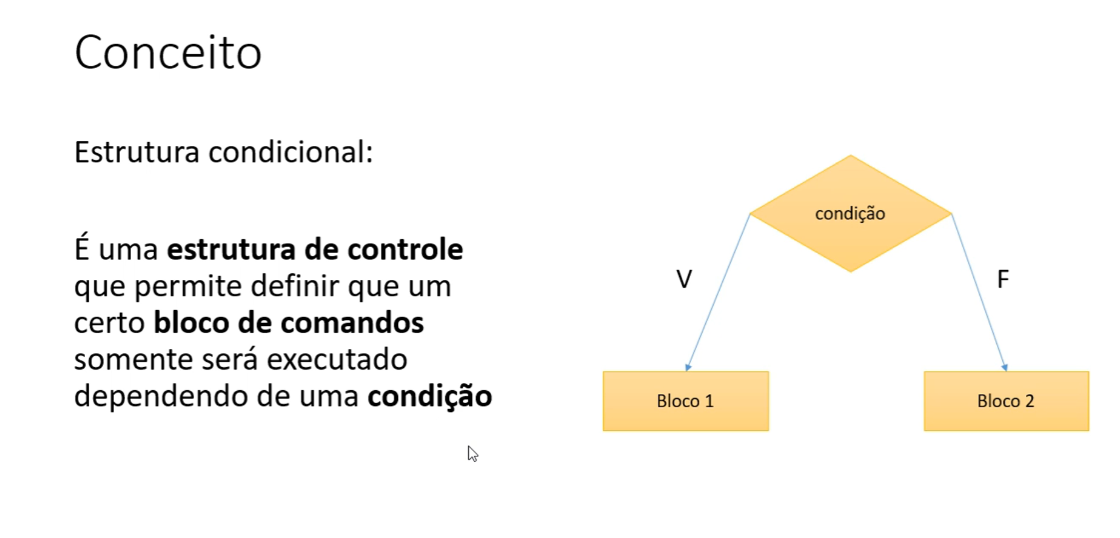 Conceito
Estrutura condicional:
É uma estrutura de controle
que permite definir que um
certo bloco de comandos
somente será executado
dependendo de uma condição
condição
V
F
Bloco 1
Bloco 2